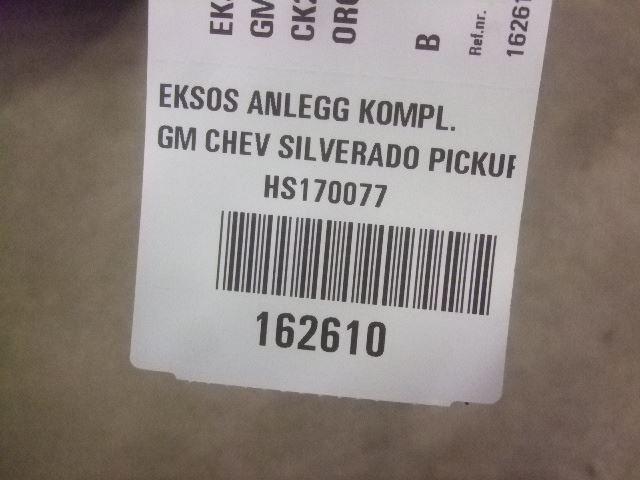 B
Ref.nr.
EKSOS ANLEGG KOMPL.
GM CHEV SILVERADO PICKUP
HS170077
162610